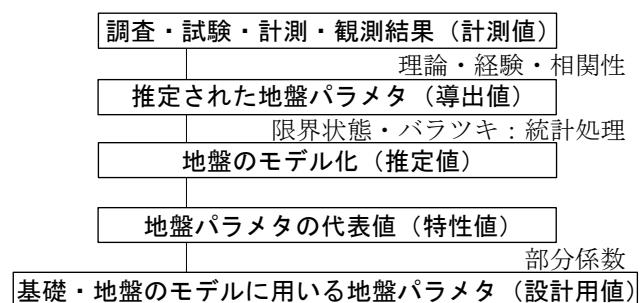 調査・試験・計測・観測結果（計測値）
理論・経験・相関性
推定された地盤パラメタ（導出値）
限界状態・バラツキ：統計処理
地盤のモデル化（推定値）
地盤パラメタの代表値（特性値）
部分係数
基礎・地盤のモデルに用いる地盤パラメタ（設計用値）